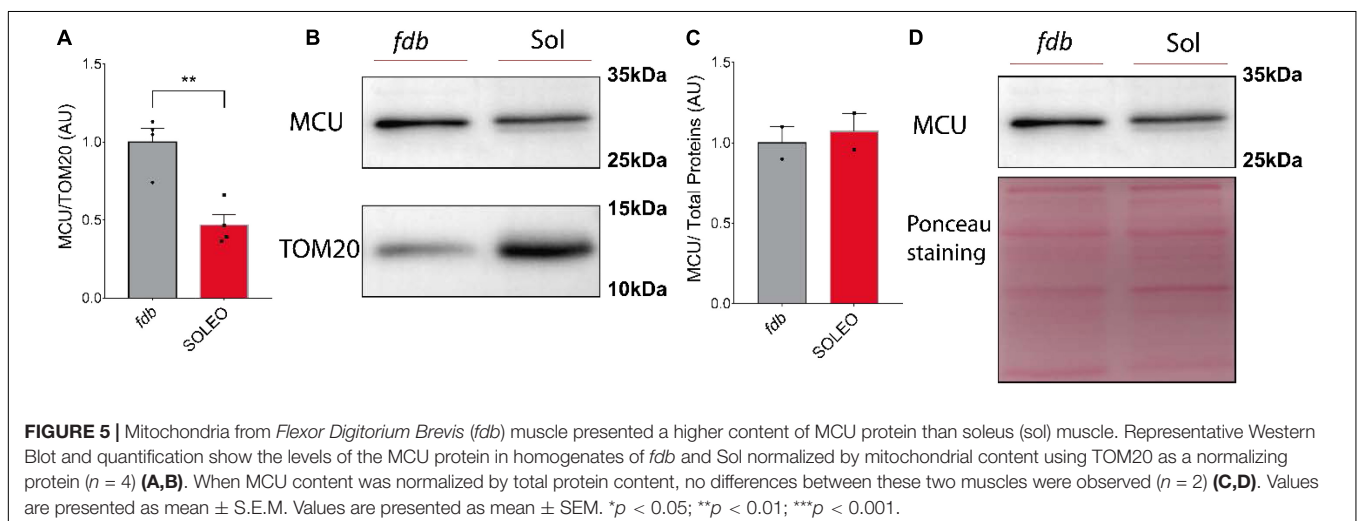 A
B
C
D
fdb
Sol
fdb
Sol
1.5
1.0
0.5
0.0
MCU/TOM20 (AU)
**
fdb
SOLEO
MCU
35kDa
25kDa
TOM20
15kDa
10kDa
1.5
1.0
0.5
0.0
MCU/ Total Proteins (AU)
fdb
SOLEO
MCU
35kDa
25kDa
Ponceau
staining
FIGURE 5 | Mitochondria from Flexor Digitorium Brevis (fdb) muscle presented a higher content of MCU protein than soleus (sol) muscle. Representative Western
Blot and quantification show the levels of the MCU protein in homogenates of fdb and Sol normalized by mitochondrial content using TOM20 as a normalizing
protein (n = 4) (A,B). When MCU content was normalized by total protein content, no differences between these two muscles were observed (n = 2) (C,D). Values
are presented as mean ± S.E.M. Values are presented as mean ± SEM. *p < 0.05; **p < 0.01; ***p < 0.001.